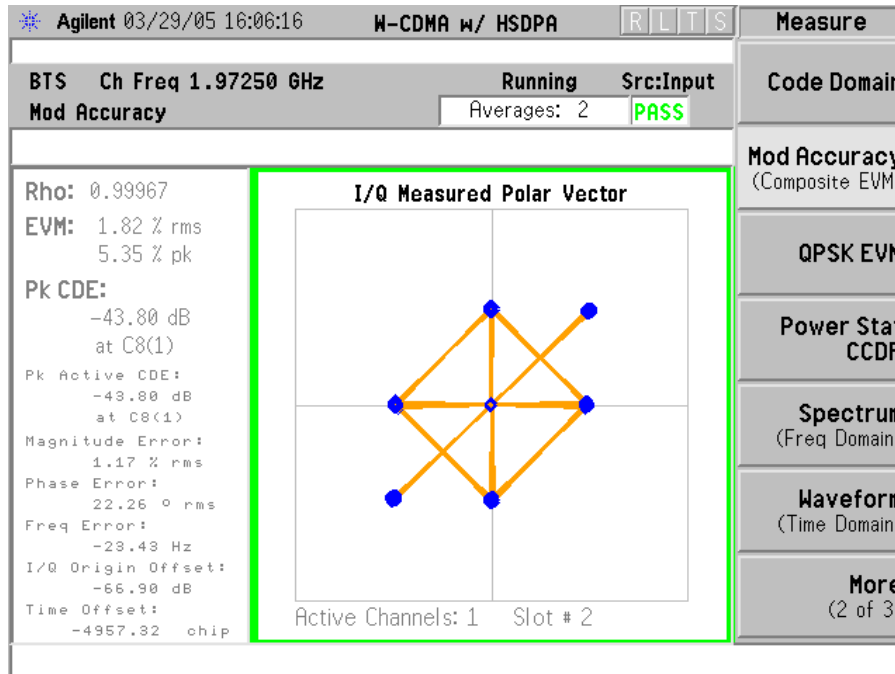 Agilent 03/29/05 16:06:16 W-CDMA w/ HSDPA R L T S Measure
BTS Ch Freq 1.97250 GHz Running Src:Input
Mod Accuracy Averages: 2 PASS
Code Domain
Mod Accuracy
(Composite EVM
QPSK EVM
Power Stat
CCDF
Spectrum
(Freq Domain
Waveform
(Time Domain
More
(2 of 3
Rho: 0.99967
EVM: 1.82 % rms
5.35 % pk
Pk CDE:
-43.80 dB
at C8(1)
Pk Active CDE:
-43.80 dB
at C8(1)
Magnitude Error:
1.17 % rms
Phase Error:
22.26 º rms
Freq Error:
-23.43 Hz
I/Q Origin Offset:
-66.90 dB
Time Offset:
-4957.32 chip
I/Q Measured Polar Vector
Active Channels: 1 Slot # 2